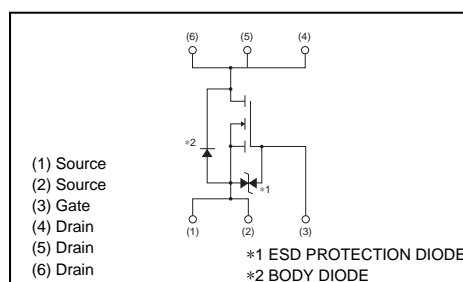 (6) (5) (4)
*2
*1
(1) Source
(2) Source
(3) Gate
(4) Drain
(5) Drain
(6) Drain
(1) (2) (3)
*1 ESD PROTECTION DIODE
*2 BODY DIODE